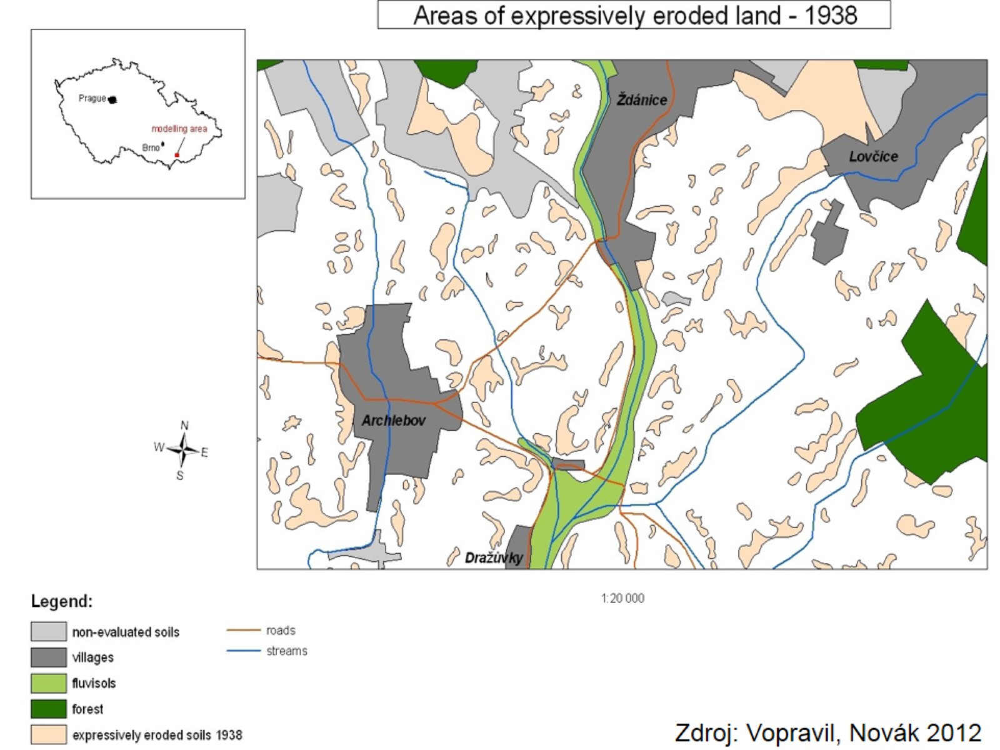 Areas of expressively eroded land - 1938
Prague
modelling area
Brno
Ždánice
Lovčice
N
W E
S
Archlebov
Dražůvky
1:20 000
Legend:
non-evaluated soils
villages
fluvisols
forest
expressively eroded soils 1938
roads
streams
Zdroj: Vopravil, Novák 2012